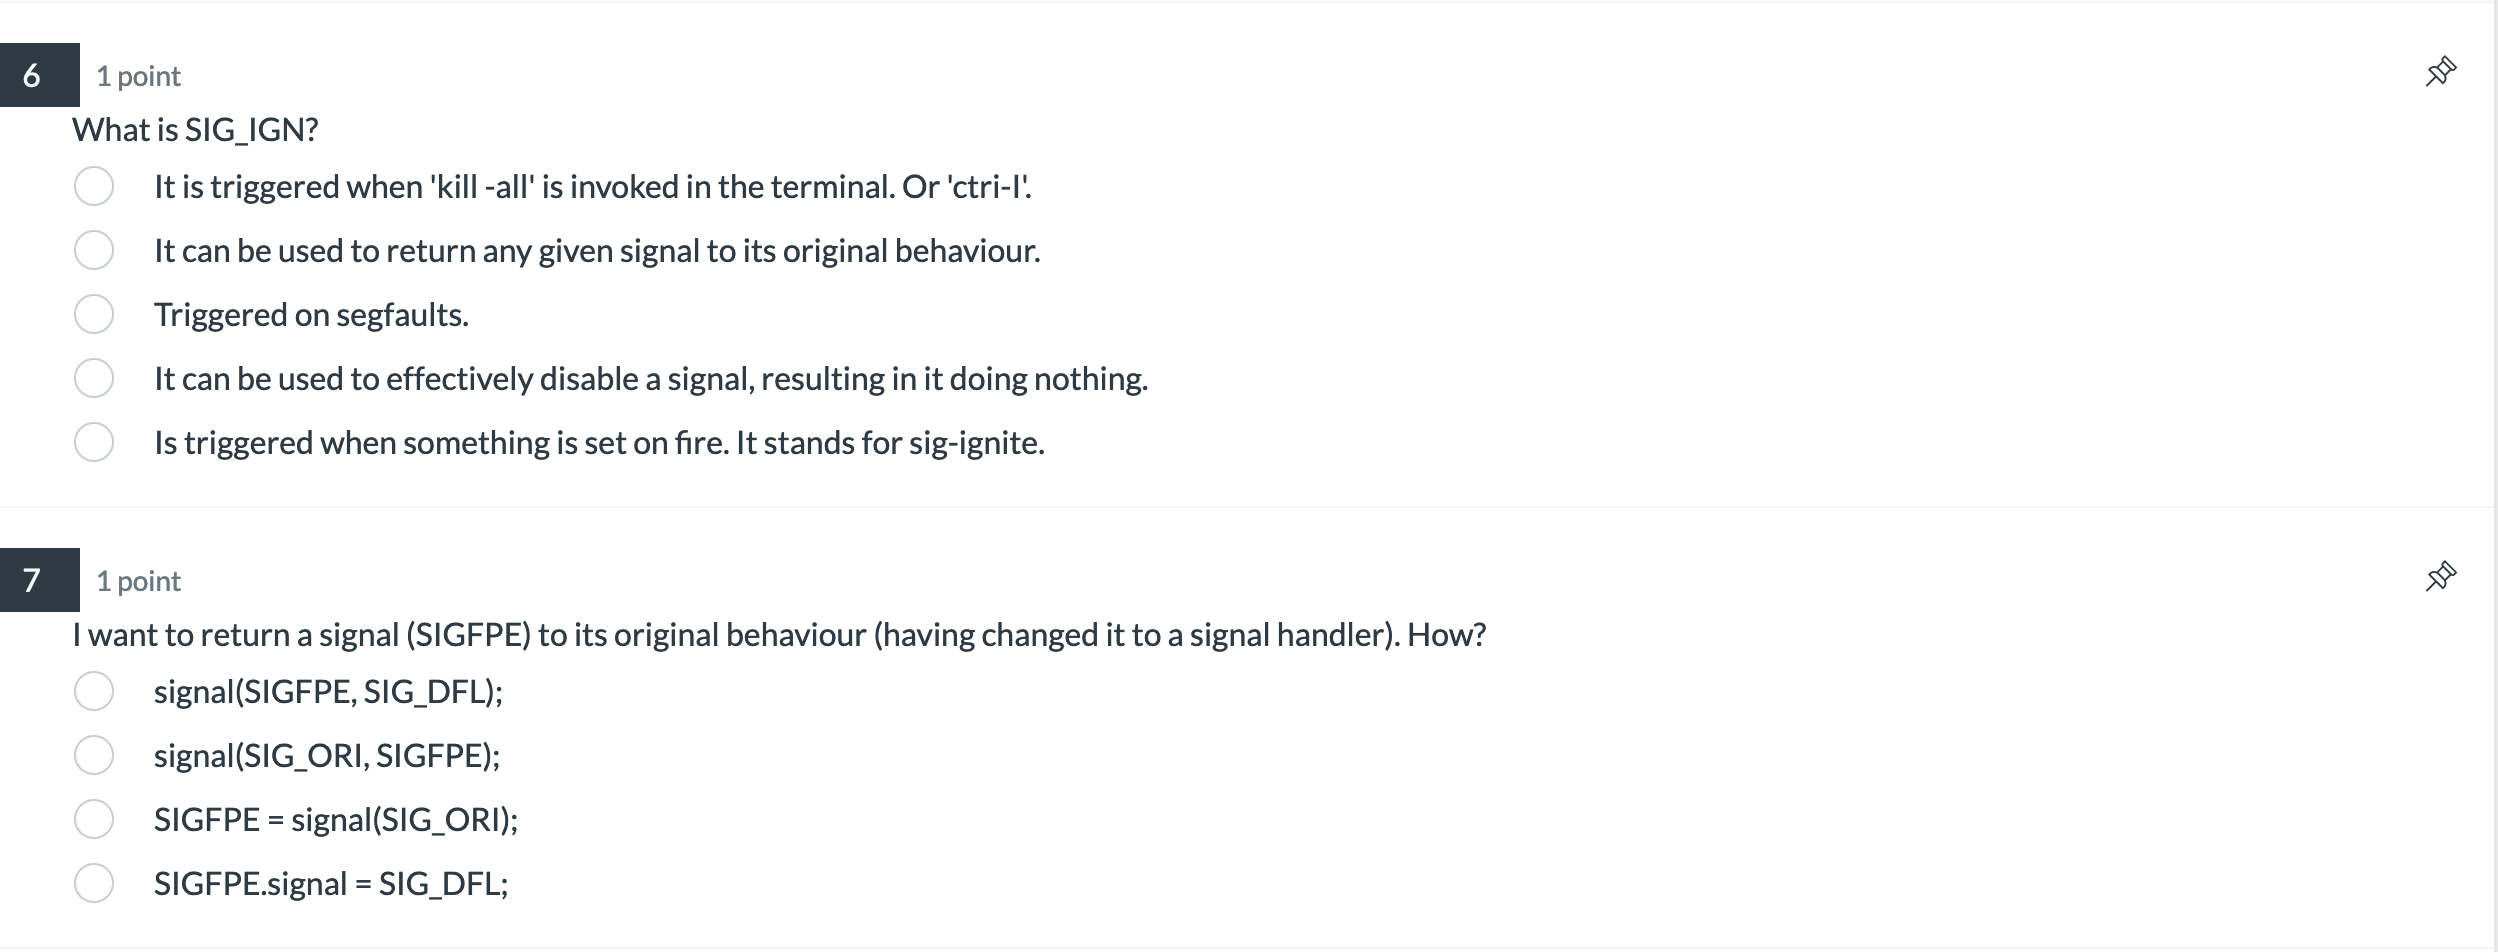 6
1 point
What is SIG_IGN?
It is triggered when 'kill -all' is invoked in the terminal. Or 'ctri-I'.
It can be used to return any given signal to its original behaviour.
Triggered on segfaults.
It can be used to effectively disable a signal, resulting in it doing nothing.
Is triggered when something is set on fire. It stands for sig-ignite.
7
1 point
I want to return a signal (SIGFPE) to its original behaviour (having changed it to a signal handler). How?
signal(SIGFPE, SIG_DFL);
signal(SIG_ORI, SIGFPE);
SIGFPE = signal(SIG_ORI);
SIGFPE.signal = SIG_DFL;